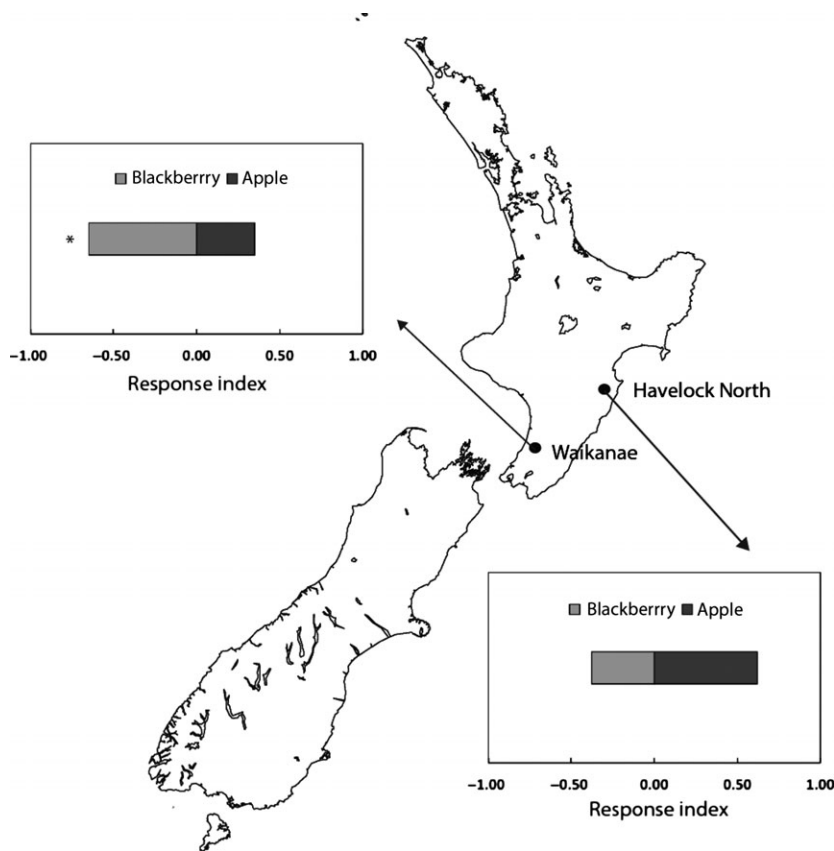 Blackberrry Apple
*
−1.00 −0.50 0.00 0.50 1.00
Response index
Havelock North
Waikanae
Blackberrry Apple
−1.00 −0.50 0.00 0.50 1.00
Response index